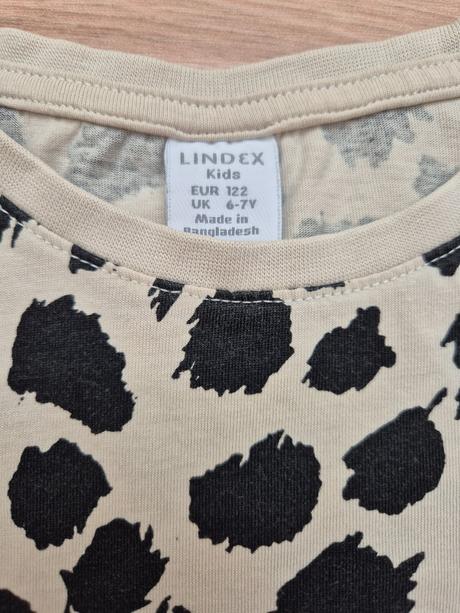 LINDEX
Kids
EUR 122
UK 6-7Y
Made in
Bangladesh